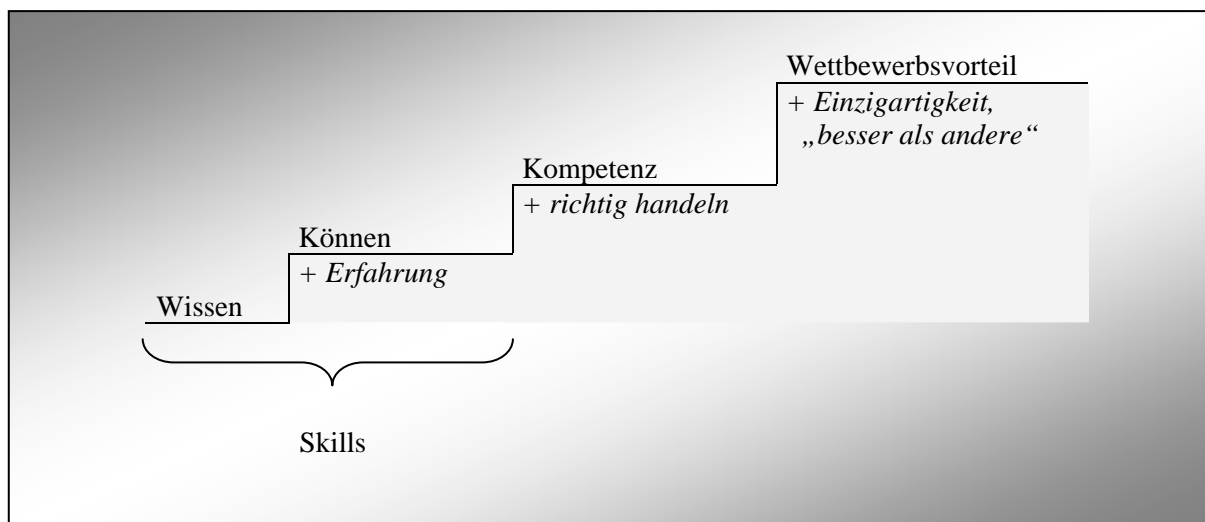 Wettbewerbsvorteil
+ Einzigartigkeit,
„besser als andere“
Kompetenz
+ richtig handeln
Können
+ Erfahrung
Wissen
Skills